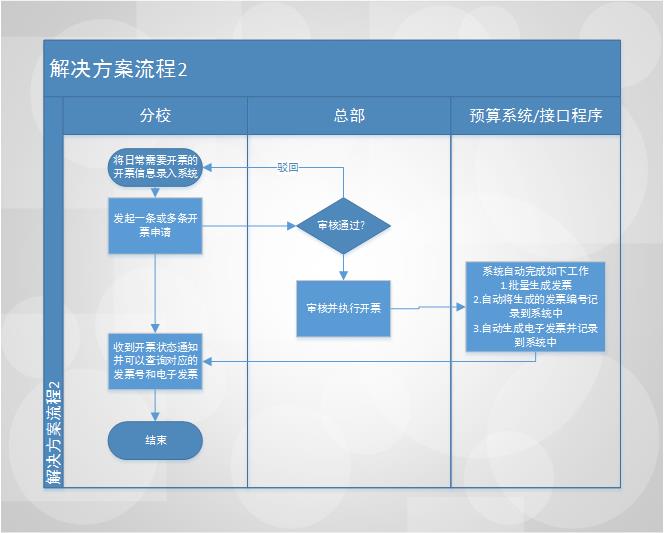 解决方案流程2
分校
总部
预算系统/接口程序
将日常需要开票的
开票信息录入系统
驳回
发起一条或多条开
票申请
审核通过？
审核并执行开票
系统自动完成如下工作
1.批量生成发票
2.自动将生成的发票编号记
录到系统中
3.自动生成电子发票并记录
到系统中
收到开票状态通知
并可以查询对应的
发票号和电子发票
结束
解决方案流程2